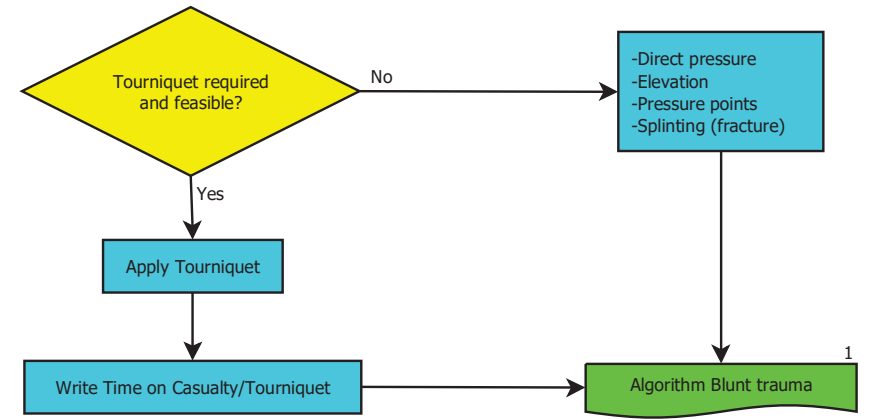 Tourniquet required
and feasible?
No
-Direct pressure
-Elevation
-Pressure points
-Splinting (fracture)
Yes
Apply Tourniquet
Write Time on Casualty/Tourniquet
1
Algorithm Blunt trauma